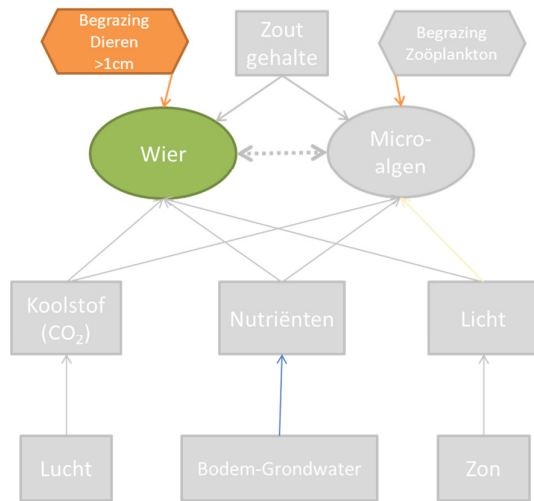 Begrazing
Dieren
>1cm
Zout
gehalte
Begrazing
Zoöplankton
Wier
Micro-
algen
Koolstof
(CO₂)
Nutriënten
Licht
Lucht
Bodem-Grondwater
Zon